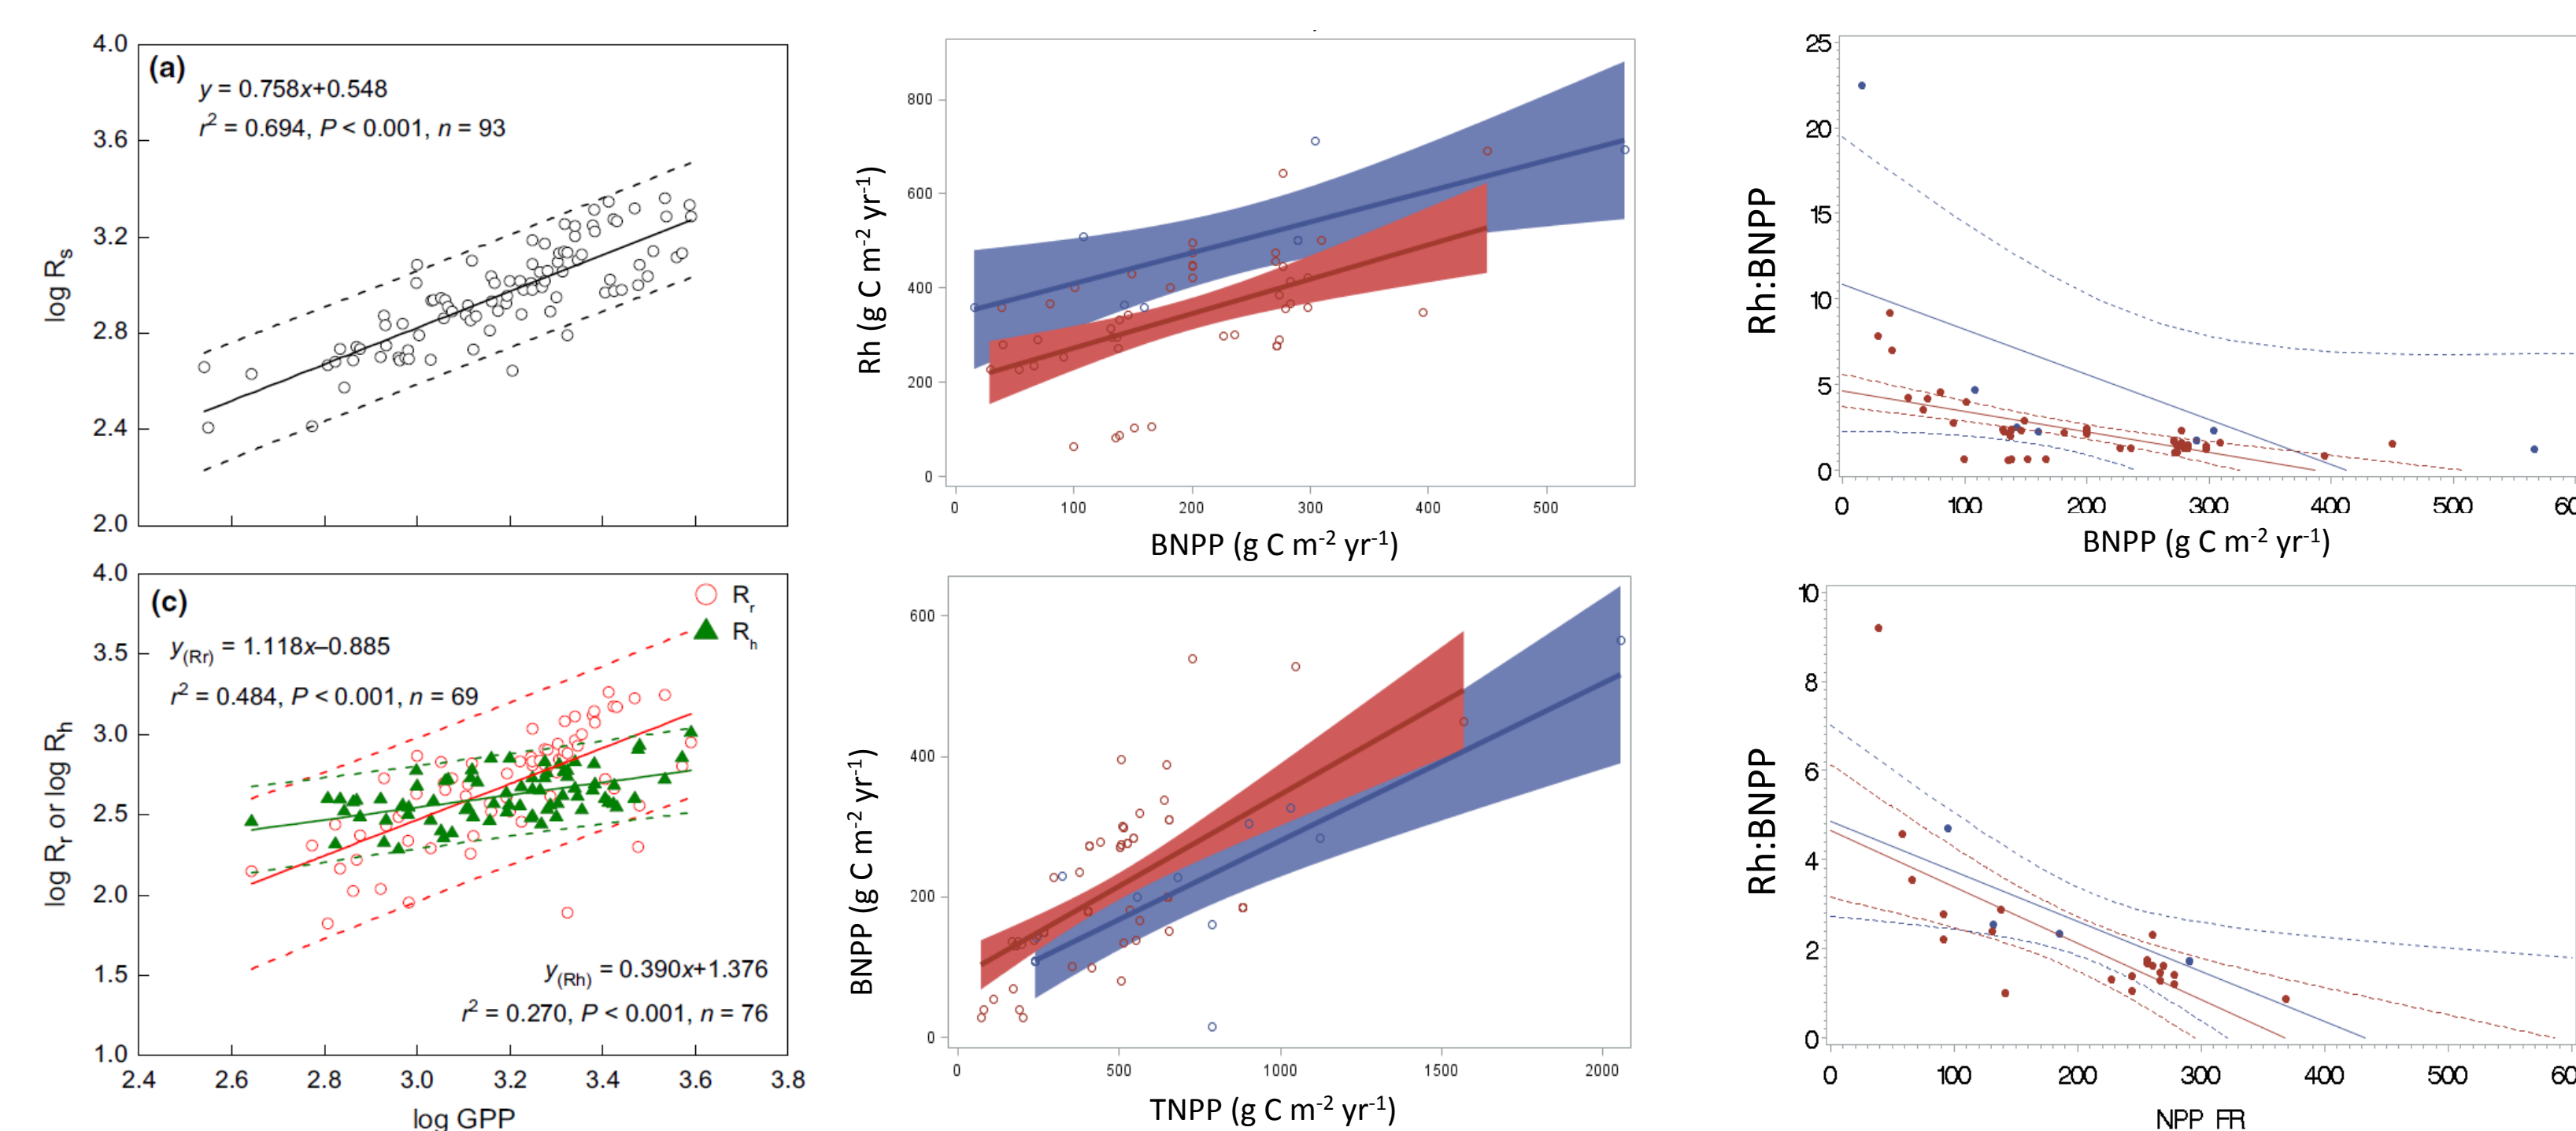 4.0
(a)
y = 0.758x+0.548
r² = 0.694, P < 0.001, n = 93
3.6
3.2
2.8
2.4
2.0
log Rs
800
600
400
200
0
Rh (g C m-2 yr-1)
0 100 200 300 400 500
BNPP (g C m-2 yr-1)
25
20
15
10
5
0
Rh:BNPP
0 100 200 300 400 500 60
BNPP (g C m-2 yr-1)
4.0
(c)
Rr
Rh
y(Rr) = 1.118x–0.885
r² = 0.484, P < 0.001, n = 69
3.5
3.0
2.5
2.0
1.5
1.0
log Rr or log Rh
y(Rh) = 0.390x+1.376
r² = 0.270, P < 0.001, n = 76
2.4 2.6 2.8 3.0 3.2 3.4 3.6 3.8
log GPP
600
400
200
0
BNPP (g C m-2 yr-1)
0 500 1000 1500 2000
TNPP (g C m-2 yr-1)
10
8
6
4
2
0
Rh:BNPP
0 100 200 300 400 500 60
NPP FR